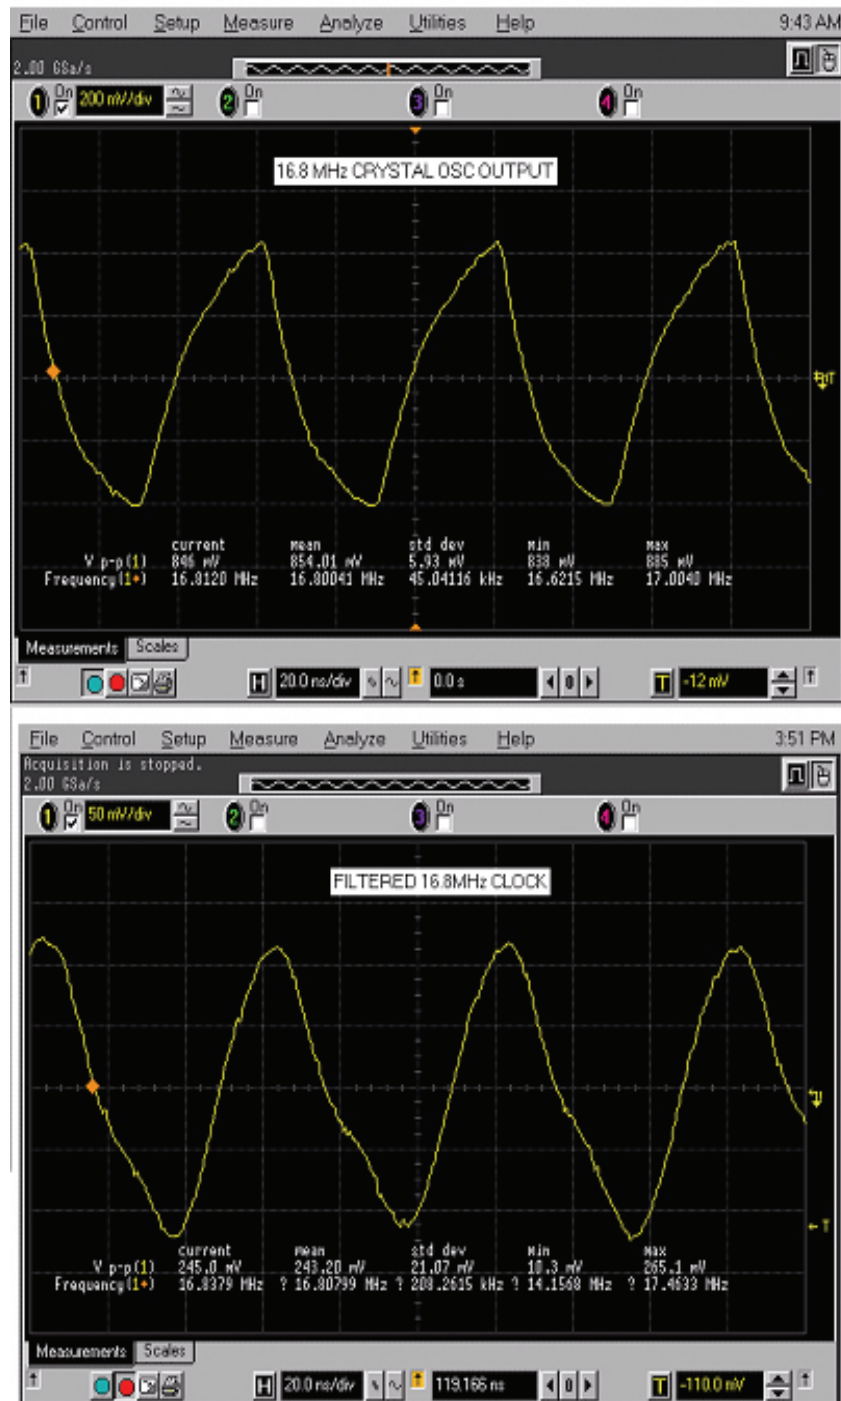 File Control Setup Measure Analyze Utilities Help 9:43 AM
2.00 GSa/s
1 On 200 mV/div 2 On 3 On 4 On
16.8 MHz CRYSTAL OSC OUTPUT
current mean std dev min max
V p-p(1) 846 mV 854.01 mV 5.93 mV 838 mV 885 mV
Frequency(1) 16.8120 MHz 16.80041 MHz 45.04116 kHz 16.6215 MHz 17.0040 MHz
Measurements Scales
H 20.0 ns/div 0.0 s 0 T -12 mV
File Control Setup Measure Analyze Utilities Help 3:51 PM
Acquisition is stopped.
2.00 GSa/s
1 On 50 mV/div 2 On 3 On 4 On
FILTERED 16.8MHz CLOCK
T
current mean std dev min max
V p-p(1) 245.0 mV 243.20 mV 21.07 mV 10.3 mV 265.1 mV
Frequency(1) 16.8379 MHz ? 16.80799 MHz ? 208.2615 kHz ? 14.1568 MHz ? 17.4633 MHz
Measurements Scales
H 20.0 ns/div 119.166 ns 0 T -110.0 mV